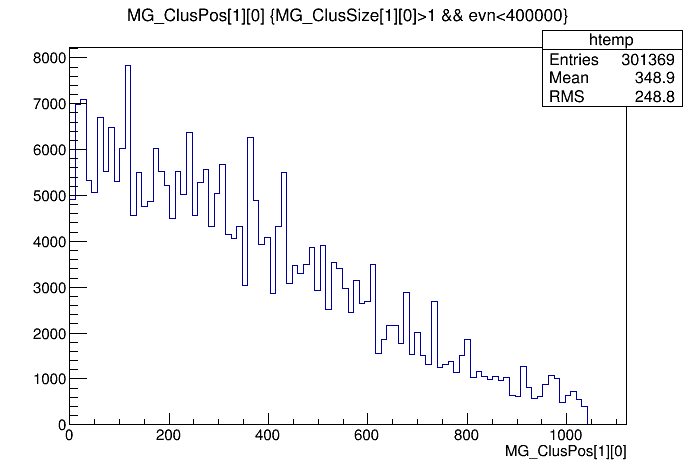 MG_ClusPos[1][0] {MG_ClusSize[1][0]>1 && evn<400000}
htemp
Entries 301369
Mean 348.9
RMS 248.8
8000
7000
6000
5000
4000
3000
2000
1000
0
0 200 400 600 800 1000
MG_ClusPos[1][0]